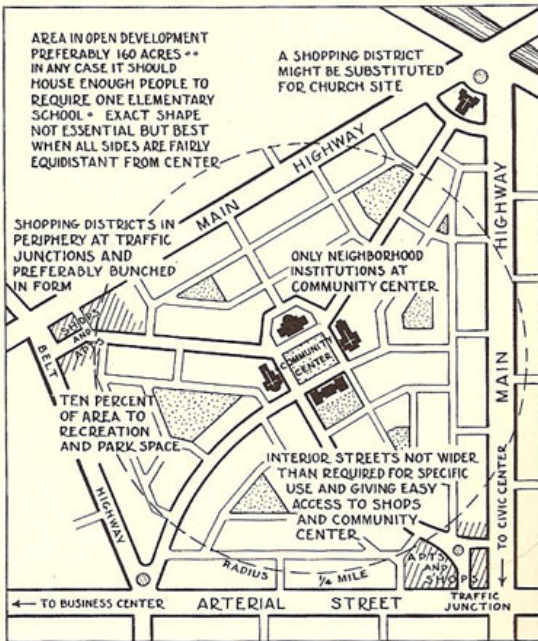 AREA IN OPEN DEVELOPMENT
PREFERABLY 160 ACRES ••
IN ANY CASE IT SHOULD
HOUSE ENOUGH PEOPLE TO
REQUIRE ONE ELEMENTARY
SCHOOL • EXACT SHAPE
NOT ESSENTIAL BUT BEST
WHEN ALL SIDES ARE FAIRLY
EQUIDISTANT FROM CENTER
A SHOPPING DISTRICT
MIGHT BE SUBSTITUTED
FOR CHURCH SITE
MAIN HIGHWAY
MAIN HIGHWAY
SHOPPING DISTRICTS IN
PERIPHERY AT TRAFFIC
JUNCTIONS AND
PREFERABLY BUNCHED
IN FORM
ONLY NEIGHBORHOOD
INSTITUTIONS AT
COMMUNITY CENTER
SHOPS
AND
APTS
BELT HIGHWAY
COMMUNITY
CENTER
TEN PERCENT
OF AREA TO
RECREATION
AND PARK SPACE
INTERIOR STREETS NOT WIDER
THAN REQUIRED FOR SPECIFIC
USE AND GIVING EASY
ACCESS TO SHOPS
AND COMMUNITY
CENTER
→ TO CIVIC CENTER
RADIUS 1/4 MILE
APTS
AND
SHOPS
← TO BUSINESS CENTER
ARTERIAL STREET
TRAFFIC
JUNCTION